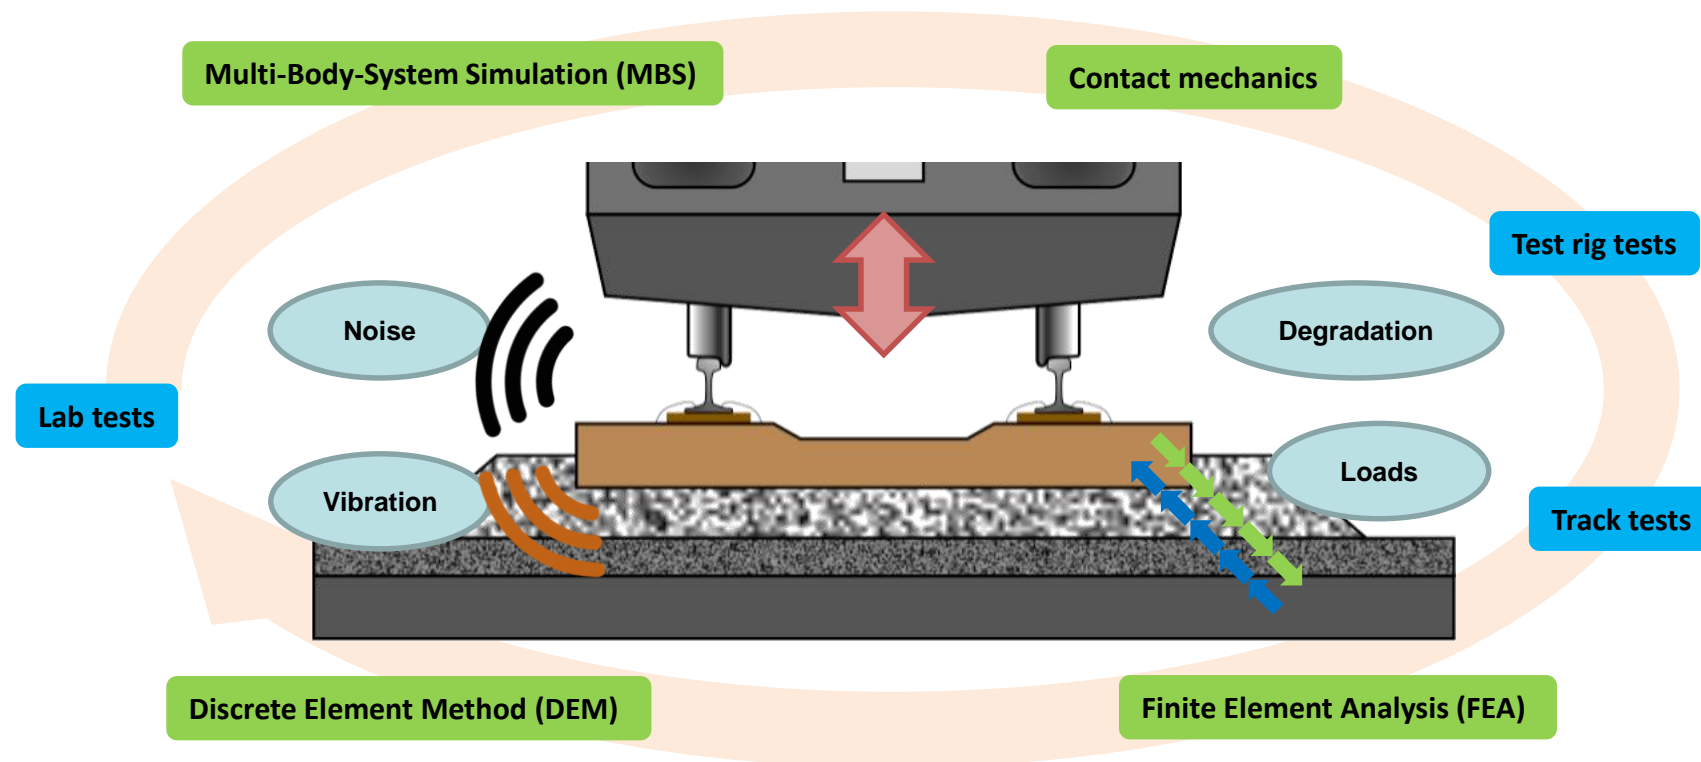 Multi-Body-System Simulation (MBS)
Contact mechanics
Test rig tests
Noise
Degradation
Lab tests
Loads
Vibration
Track tests
Discrete Element Method (DEM)
Finite Element Analysis (FEA)